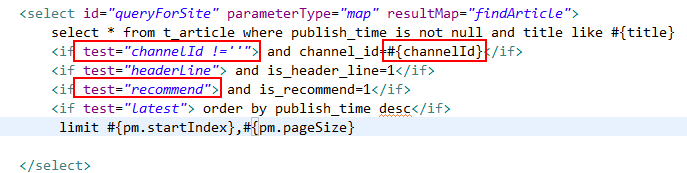 <select id="queryForSite" parameterType="map" resultMap="findArticle">
select * from t_article where publish_time is not null and title like #{title}
<if test="channelId !=''"> and channel_id=#{channelId}</if>
<if test="headerLine"> and is_header_line=1</if>
<if test="recommend"> and is_recommend=1</if>
<if test="latest"> order by publish_time desc</if>
limit #{pm.startIndex},#{pm.pageSize}
</select>